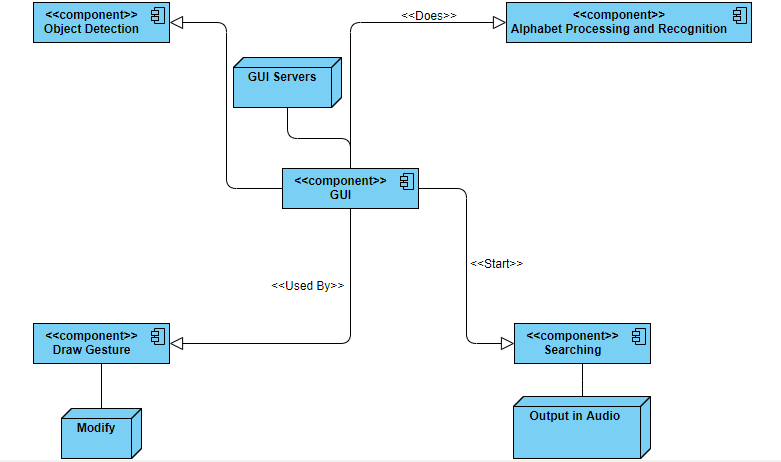 <<component>>
Object Detection
<<Does>>
<<component>>
Alphabet Processing and Recognition
GUI Servers
<<component>>
GUI
<<Start>>
<<Used By>>
<<component>>
Draw Gesture
<<component>>
Searching
Modify
Output in Audio